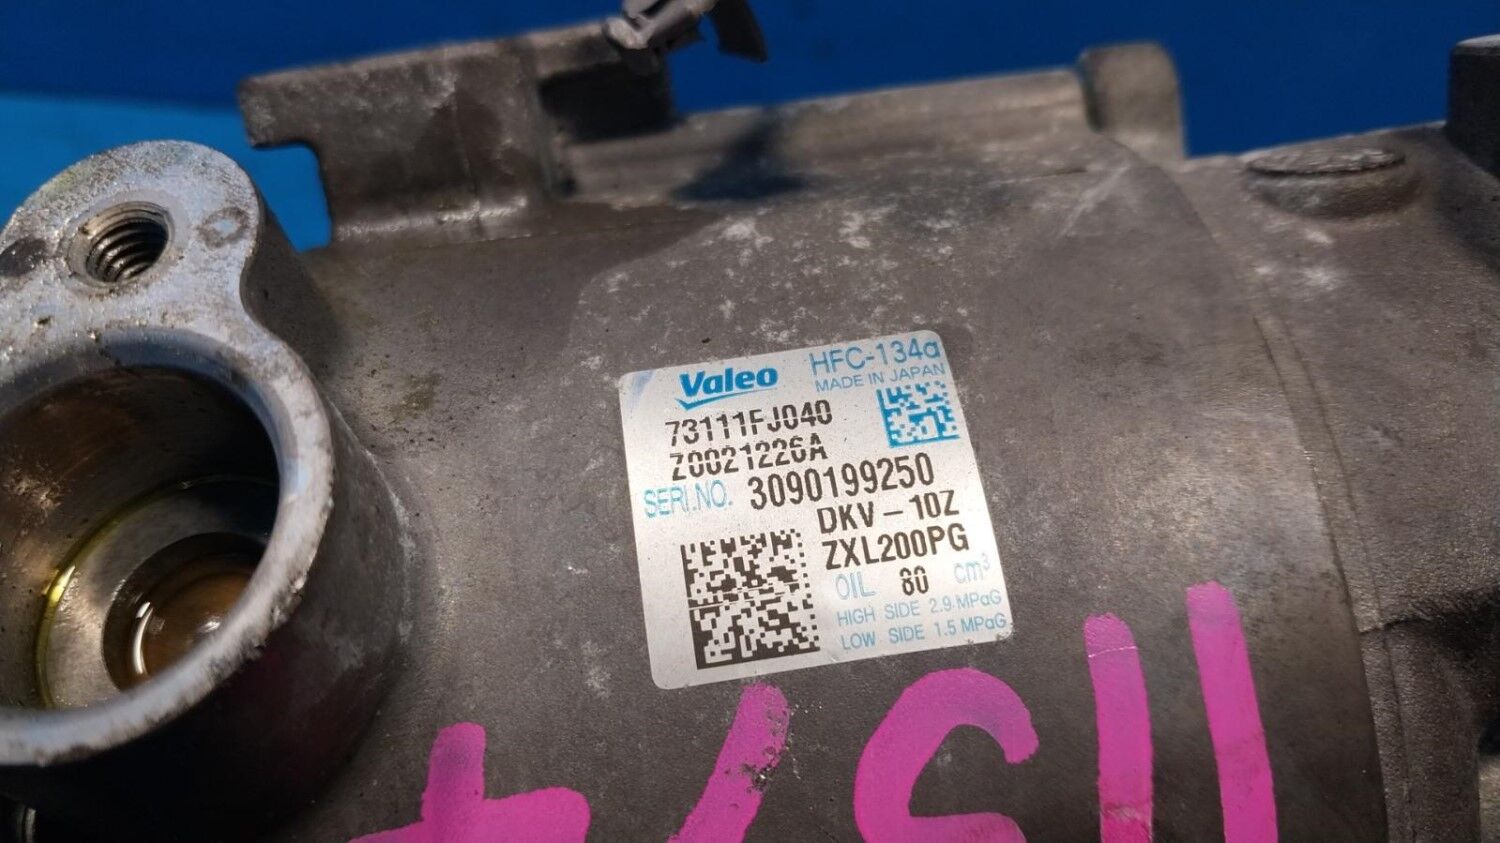 Valeo HFC-134a
MADE IN JAPAN
73111FJ040
Z0021226A
SERI.NO. 3090199250
DKV-10Z
ZXL200PG
OIL 80 cm³
HIGH SIDE 2.9 MPaG
LOW SIDE 1.5 MPaG